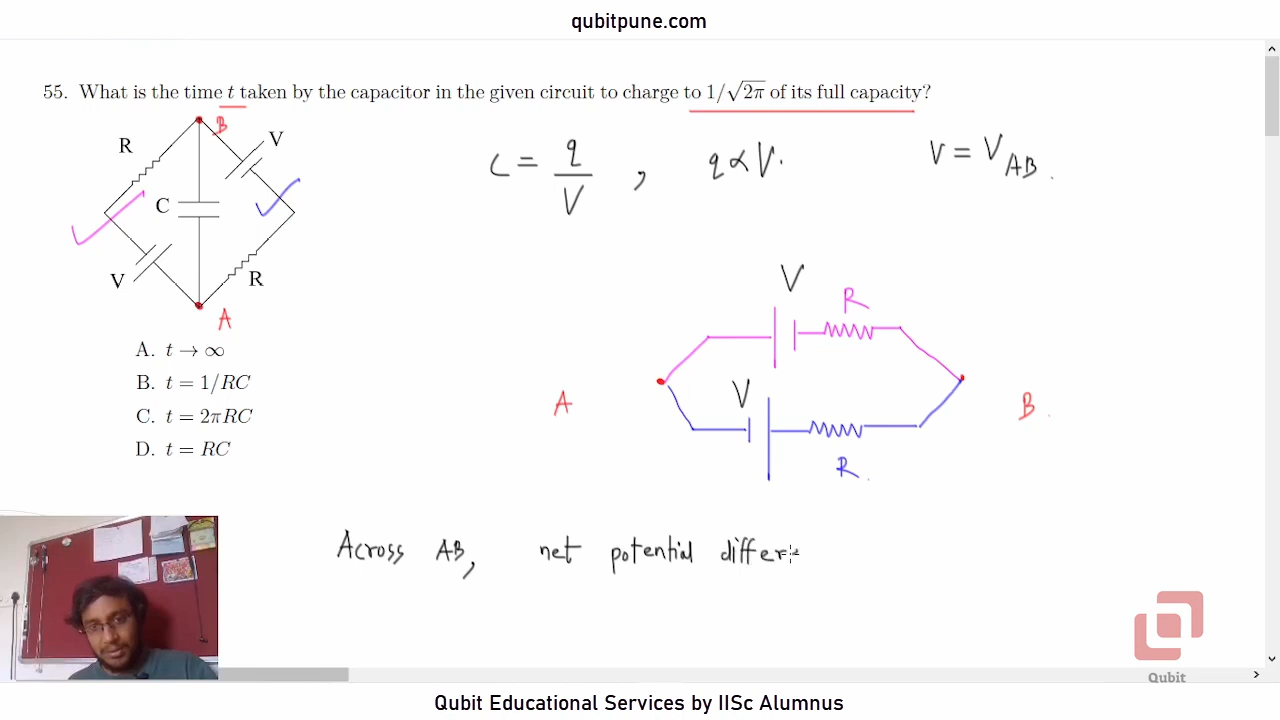 qubitpune.com
55. What is the time t taken by the capacitor in the given circuit to charge to 1/√2π of its full capacity?
B
R
V
C
V
R
A
C = q/V , q ∝ V. V = V_AB.
V
R
V
A
B.
R.
A. t → ∞
B. t = 1/RC
C. t = 2πRC
D. t = RC
Across AB, net potential differe
Qubit
Qubit Educational Services by IISc Alumnus